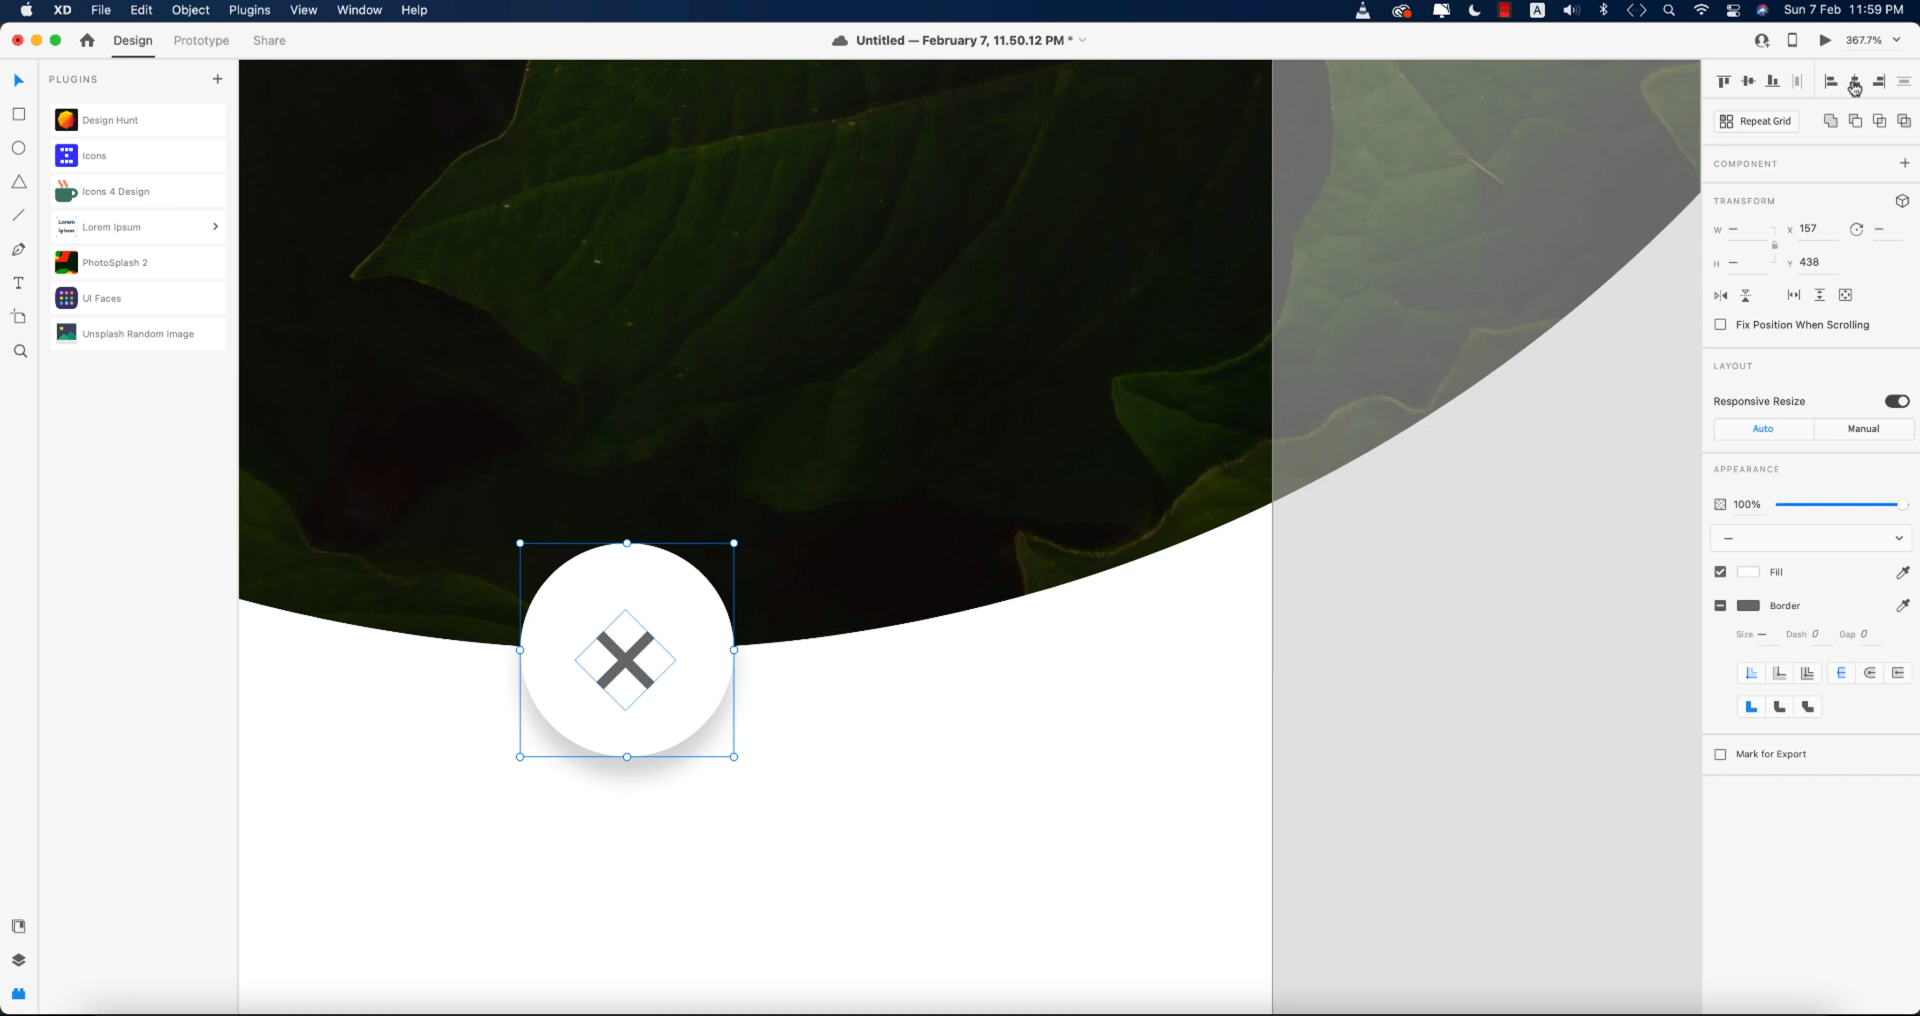 XD File Edit Object Plugins View Window Help
A
Sun 7 Feb 11:59 PM
Design Prototype Share
Untitled — February 7, 11.50.12 PM *
367.7%
PLUGINS
Design Hunt
Icons
Icons 4 Design
Lorem Ipsum
Lorem Ipsum
PhotoSplash 2
UI Faces
Unsplash Random Image
T
Repeat Grid
COMPONENT
TRANSFORM
W — X 157 —
H — Y 438
Fix Position When Scrolling
LAYOUT
Responsive Resize
Auto Manual
APPEARANCE
100%
—
Fill
Border
Size — Dash 0 Gap 0
Mark for Export